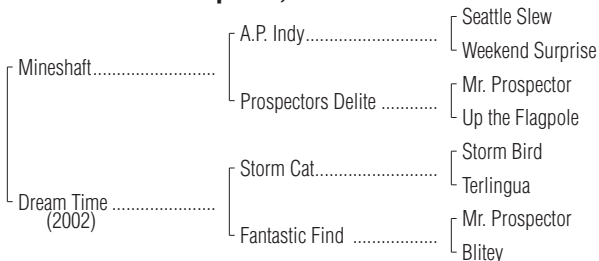 Seattle Slew
A.P. Indy
Weekend Surprise
Mineshaft
Mr. Prospector
Prospectors Delite
Up the Flagpole
Storm Bird
Storm Cat
Terlingua
Dream Time
(2002)
Mr. Prospector
Fantastic Find
Blitey